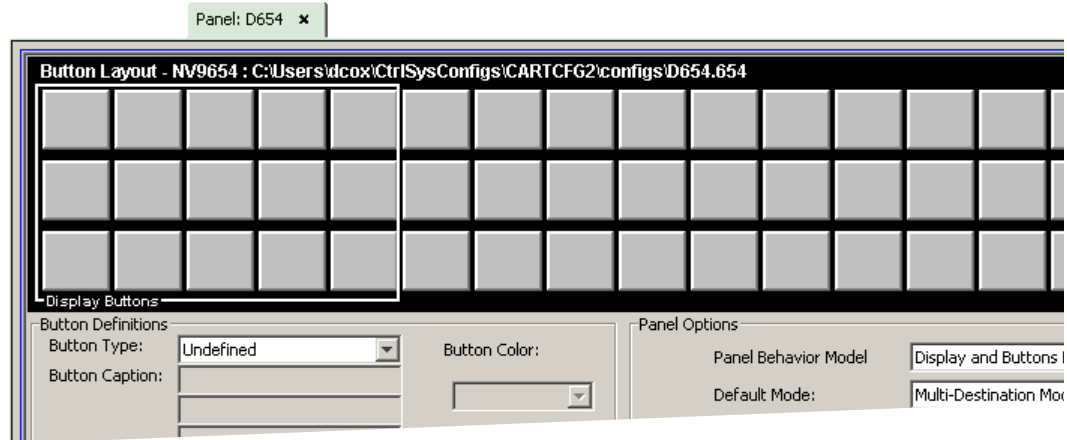 Panel: D654 ×
Button Layout - NV9654 : C:\Users\dcox\CtrlSysConfigs\CARTCFG2\configs\D654.654
Display Buttons
Button Definitions
Button Type: Undefined
Button Color:
Button Caption:
Panel Options
Panel Behavior Model Display and Buttons
Default Mode: Multi-Destination